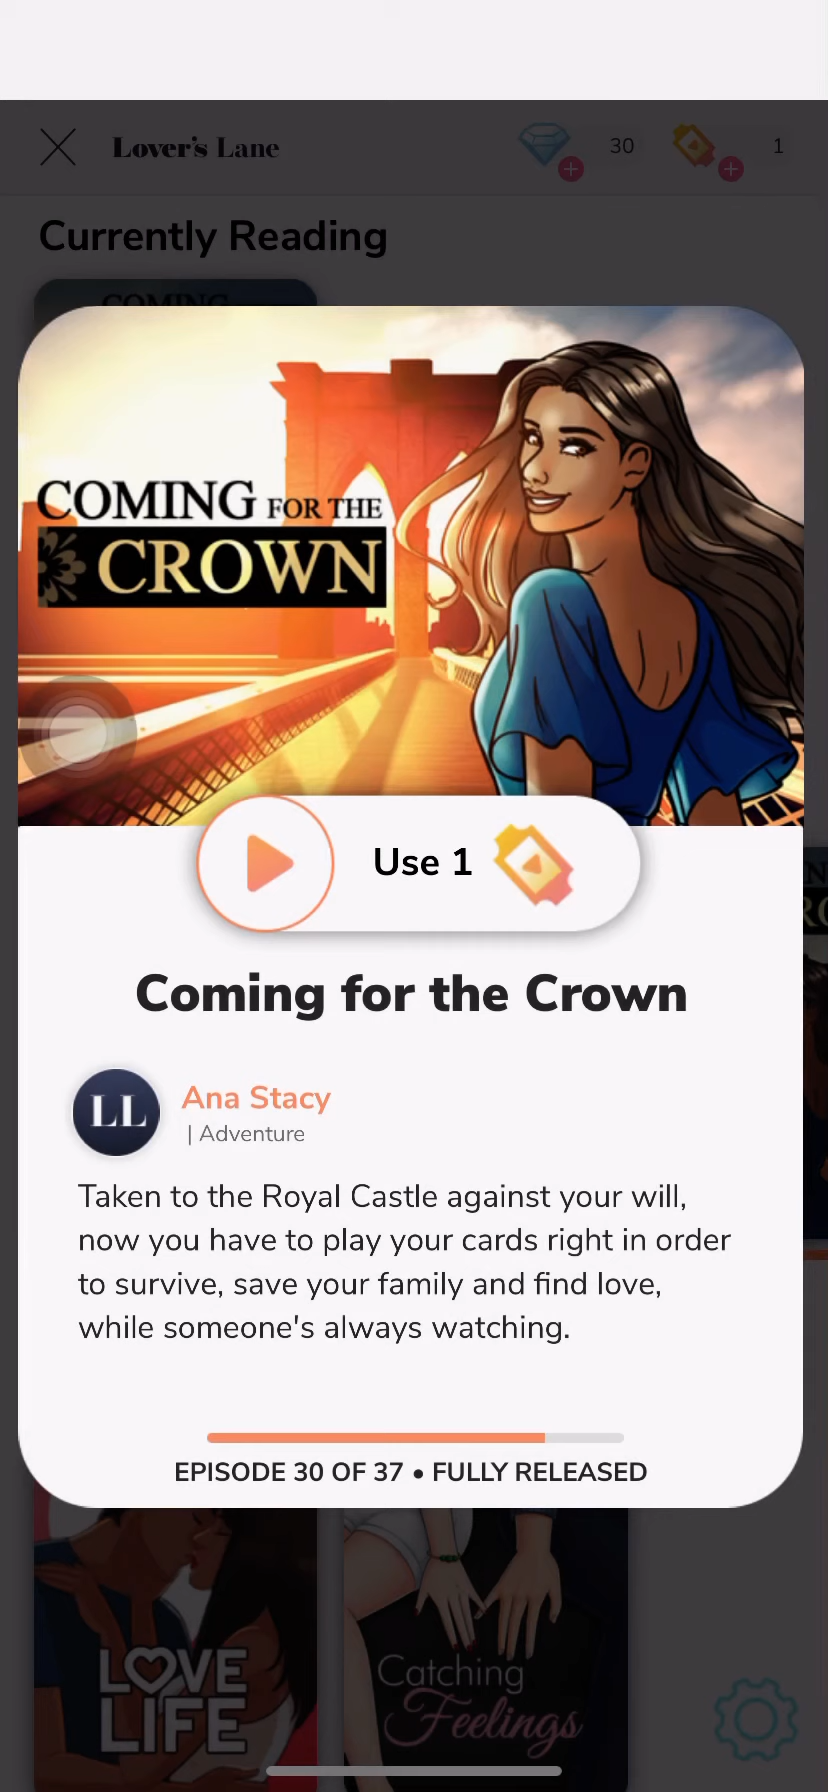 Lover's Lane
30
1
Currently Reading
COMING
COMING FOR THE
CROWN
Use 1
Coming for the Crown
LL
Ana Stacy
| Adventure
Taken to the Royal Castle against your will,
now you have to play your cards right in order
to survive, save your family and find love,
while someone's always watching.
EPISODE 30 OF 37 • FULLY RELEASED
LOVE
LIFE
Catching
Feelings